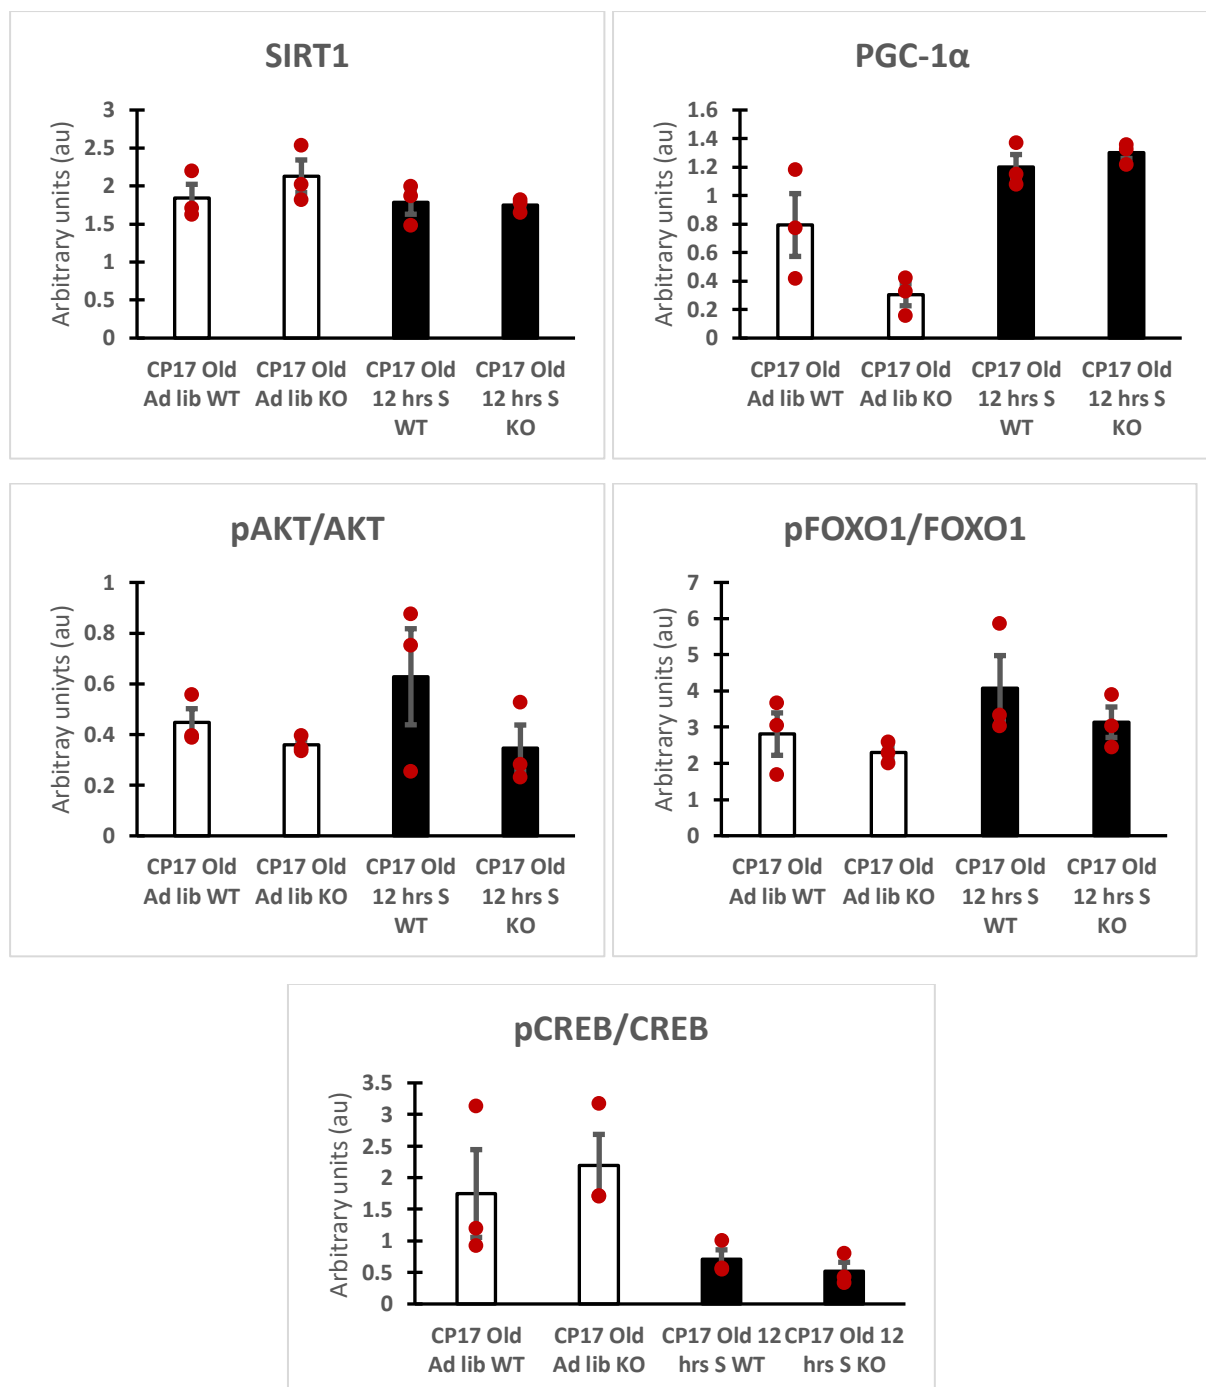 SIRT1
Arbitrary units (au)
3
2.5
2
1.5
1
0.5
0
CP17 Old
Ad lib WT
CP17 Old
Ad lib KO
CP17 Old
12 hrs S
WT
CP17 Old
12 hrs S
KO
PGC-1α
Arbitrary units (au)
1.6
1.4
1.2
1
0.8
0.6
0.4
0.2
0
CP17 Old
Ad lib WT
CP17 Old
Ad lib KO
CP17 Old
12 hrs S
WT
CP17 Old
12 hrs S
KO
pAKT/AKT
Arbitray uniyts (au)
1
0.8
0.6
0.4
0.2
0
CP17 Old
Ad lib WT
CP17 Old
Ad lib KO
CP17 Old
12 hrs S
WT
CP17 Old
12 hrs S
KO
pFOXO1/FOXO1
Arbitrary units (au)
7
6
5
4
3
2
1
0
CP17 Old
Ad lib WT
CP17 Old
Ad lib KO
CP17 Old
12 hrs S
WT
CP17 Old
12 hrs S
KO
pCREB/CREB
Arbitrary units (au)
3.5
3
2.5
2
1.5
1
0.5
0
CP17 Old
Ad lib WT
CP17 Old
Ad lib KO
CP17 Old 12
hrs S WT
CP17 Old 12
hrs S KO